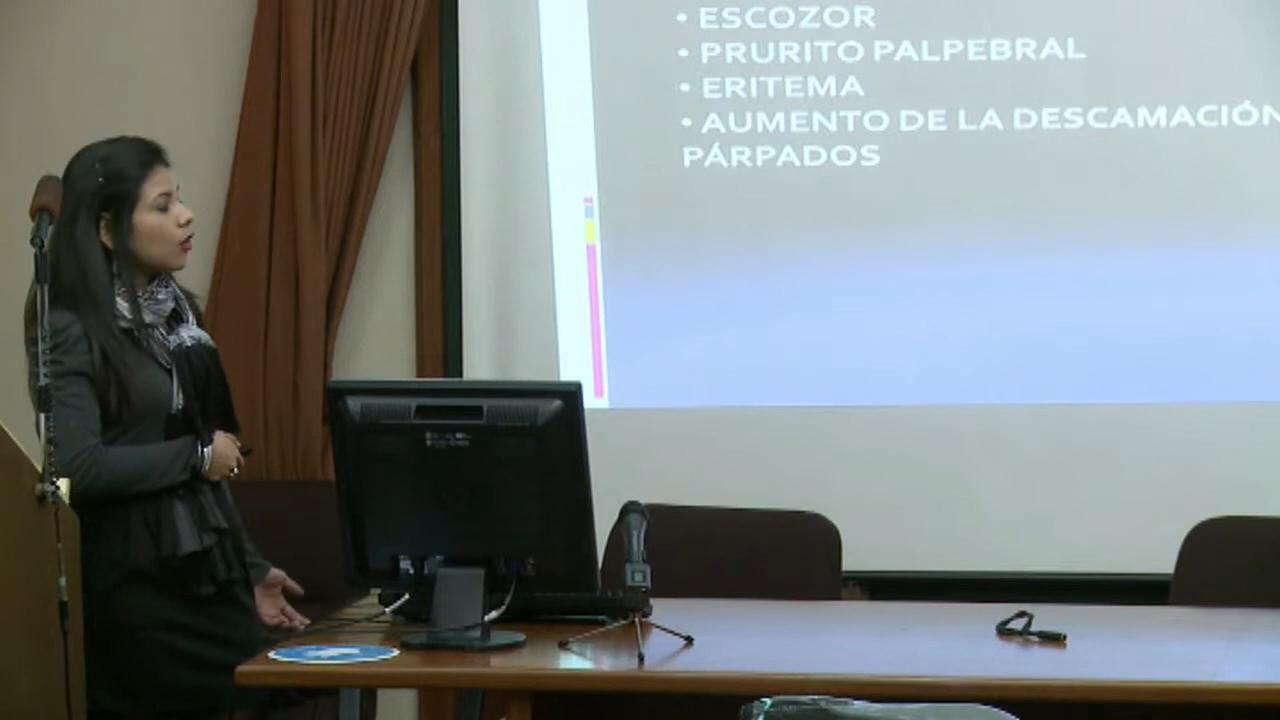 • ESCOZOR
• PRURITO PALPEBRAL
• ERITEMA
• AUMENTO DE LA DESCAMACIÓN
PÁRPADOS